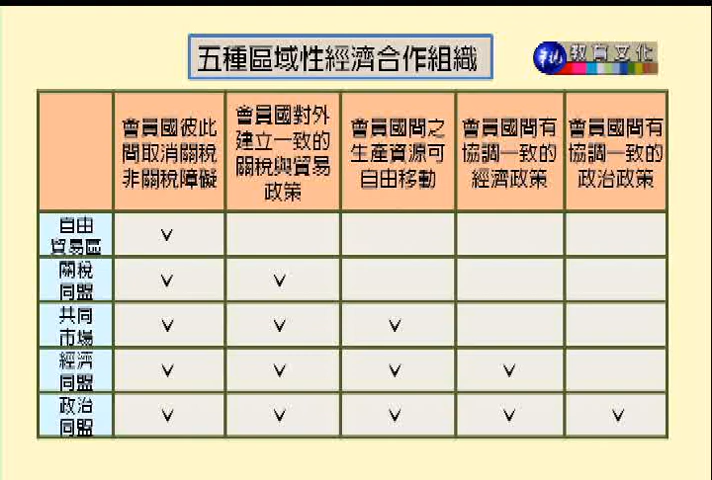 五種區域性經濟合作組織
教育文化
會員國彼此
間取消關稅
非關稅障礙
會員國對外
建立一致的
關稅與貿易
政策
會員國間之
生產資源可
自由移動
會員國間有
協調一致的
經濟政策
會員國間有
協調一致的
政治政策
自由
貿易區
v
關稅
同盟
v v
共同
市場
v v v
經濟
同盟
v v v v
政治
同盟
v v v v v